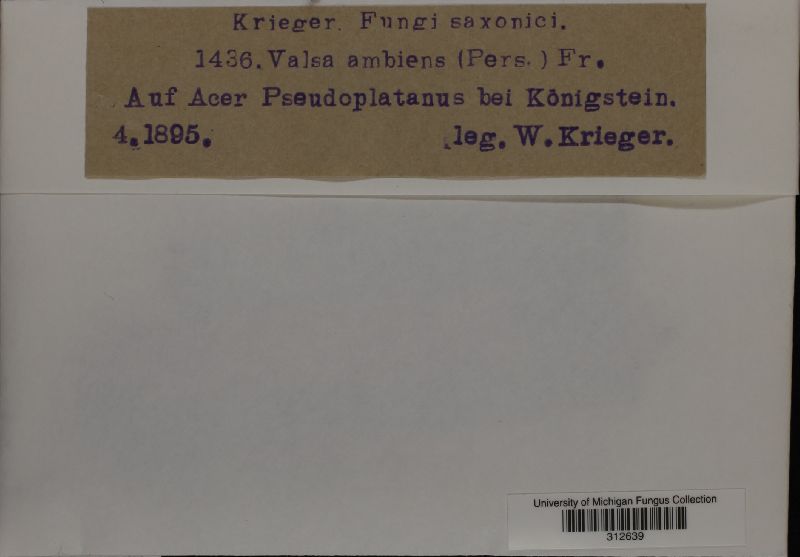 Krieger. Fungi saxonici.
1436. Valsa ambiens (Pers.) Fr.
Auf Acer Pseudoplatanus bei Königstein.
4.1895. leg. W. Krieger.
University of Michigan Fungus Collection
312639